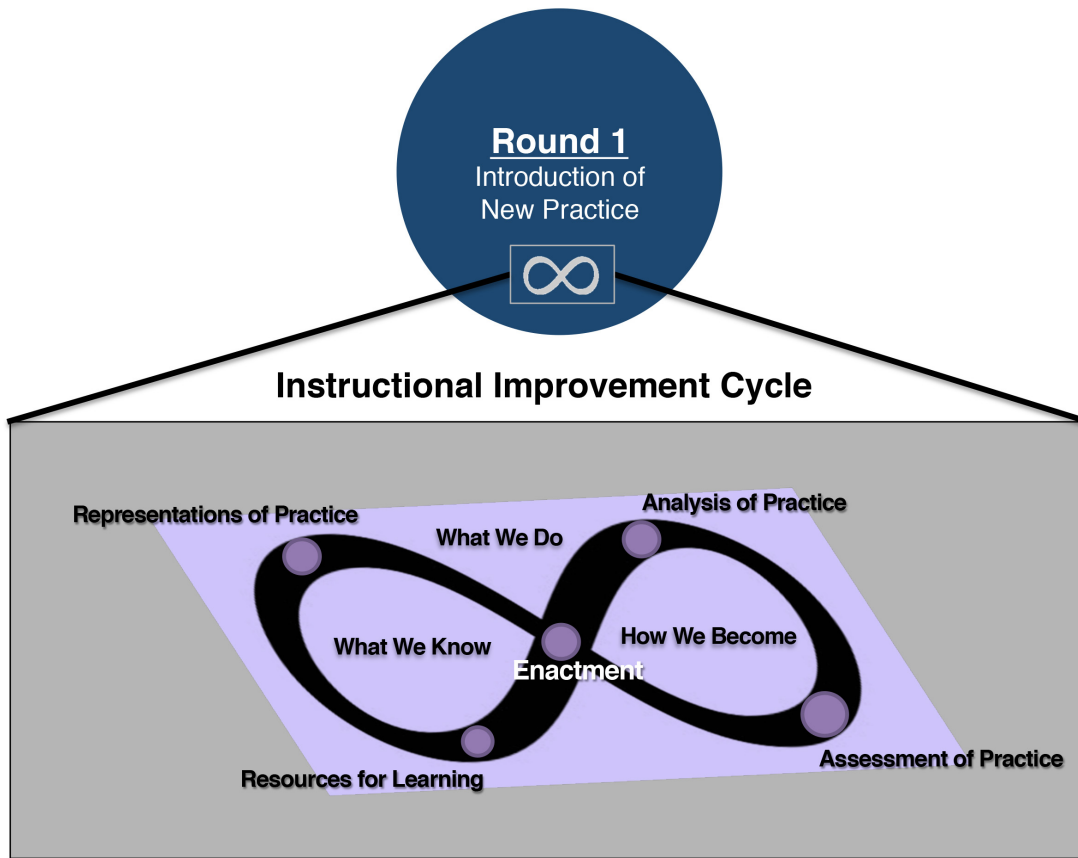 Round 1
Introduction of
New Practice
Instructional Improvement Cycle
Representations of Practice
Analysis of Practice
What We Do
What We Know
How We Become
Enactment
Resources for Learning
Assessment of Practice